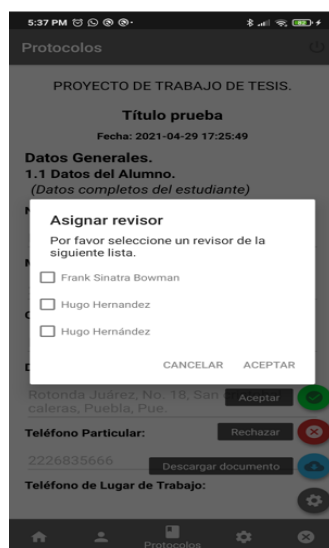 5:37 PM
Protocolos
PROYECTO DE TRABAJO DE TESIS.
Título prueba
Fecha: 2021-04-29 17:25:49
Datos Generales.
1.1 Datos del Alumno.
(Datos completos del estudiante)
Asignar revisor
Por favor seleccione un revisor de la
siguiente lista.
Frank Sinatra Bowman
Hugo Hernandez
Hugo Hernández
CANCELAR ACEPTAR
Rotonda Juárez, No. 18, San
caleras, Puebla, Pue.
Aceptar
Teléfono Particular:
Rechazar
2226835666
Descargar documento
Teléfono de Lugar de Trabajo:
Protocolos